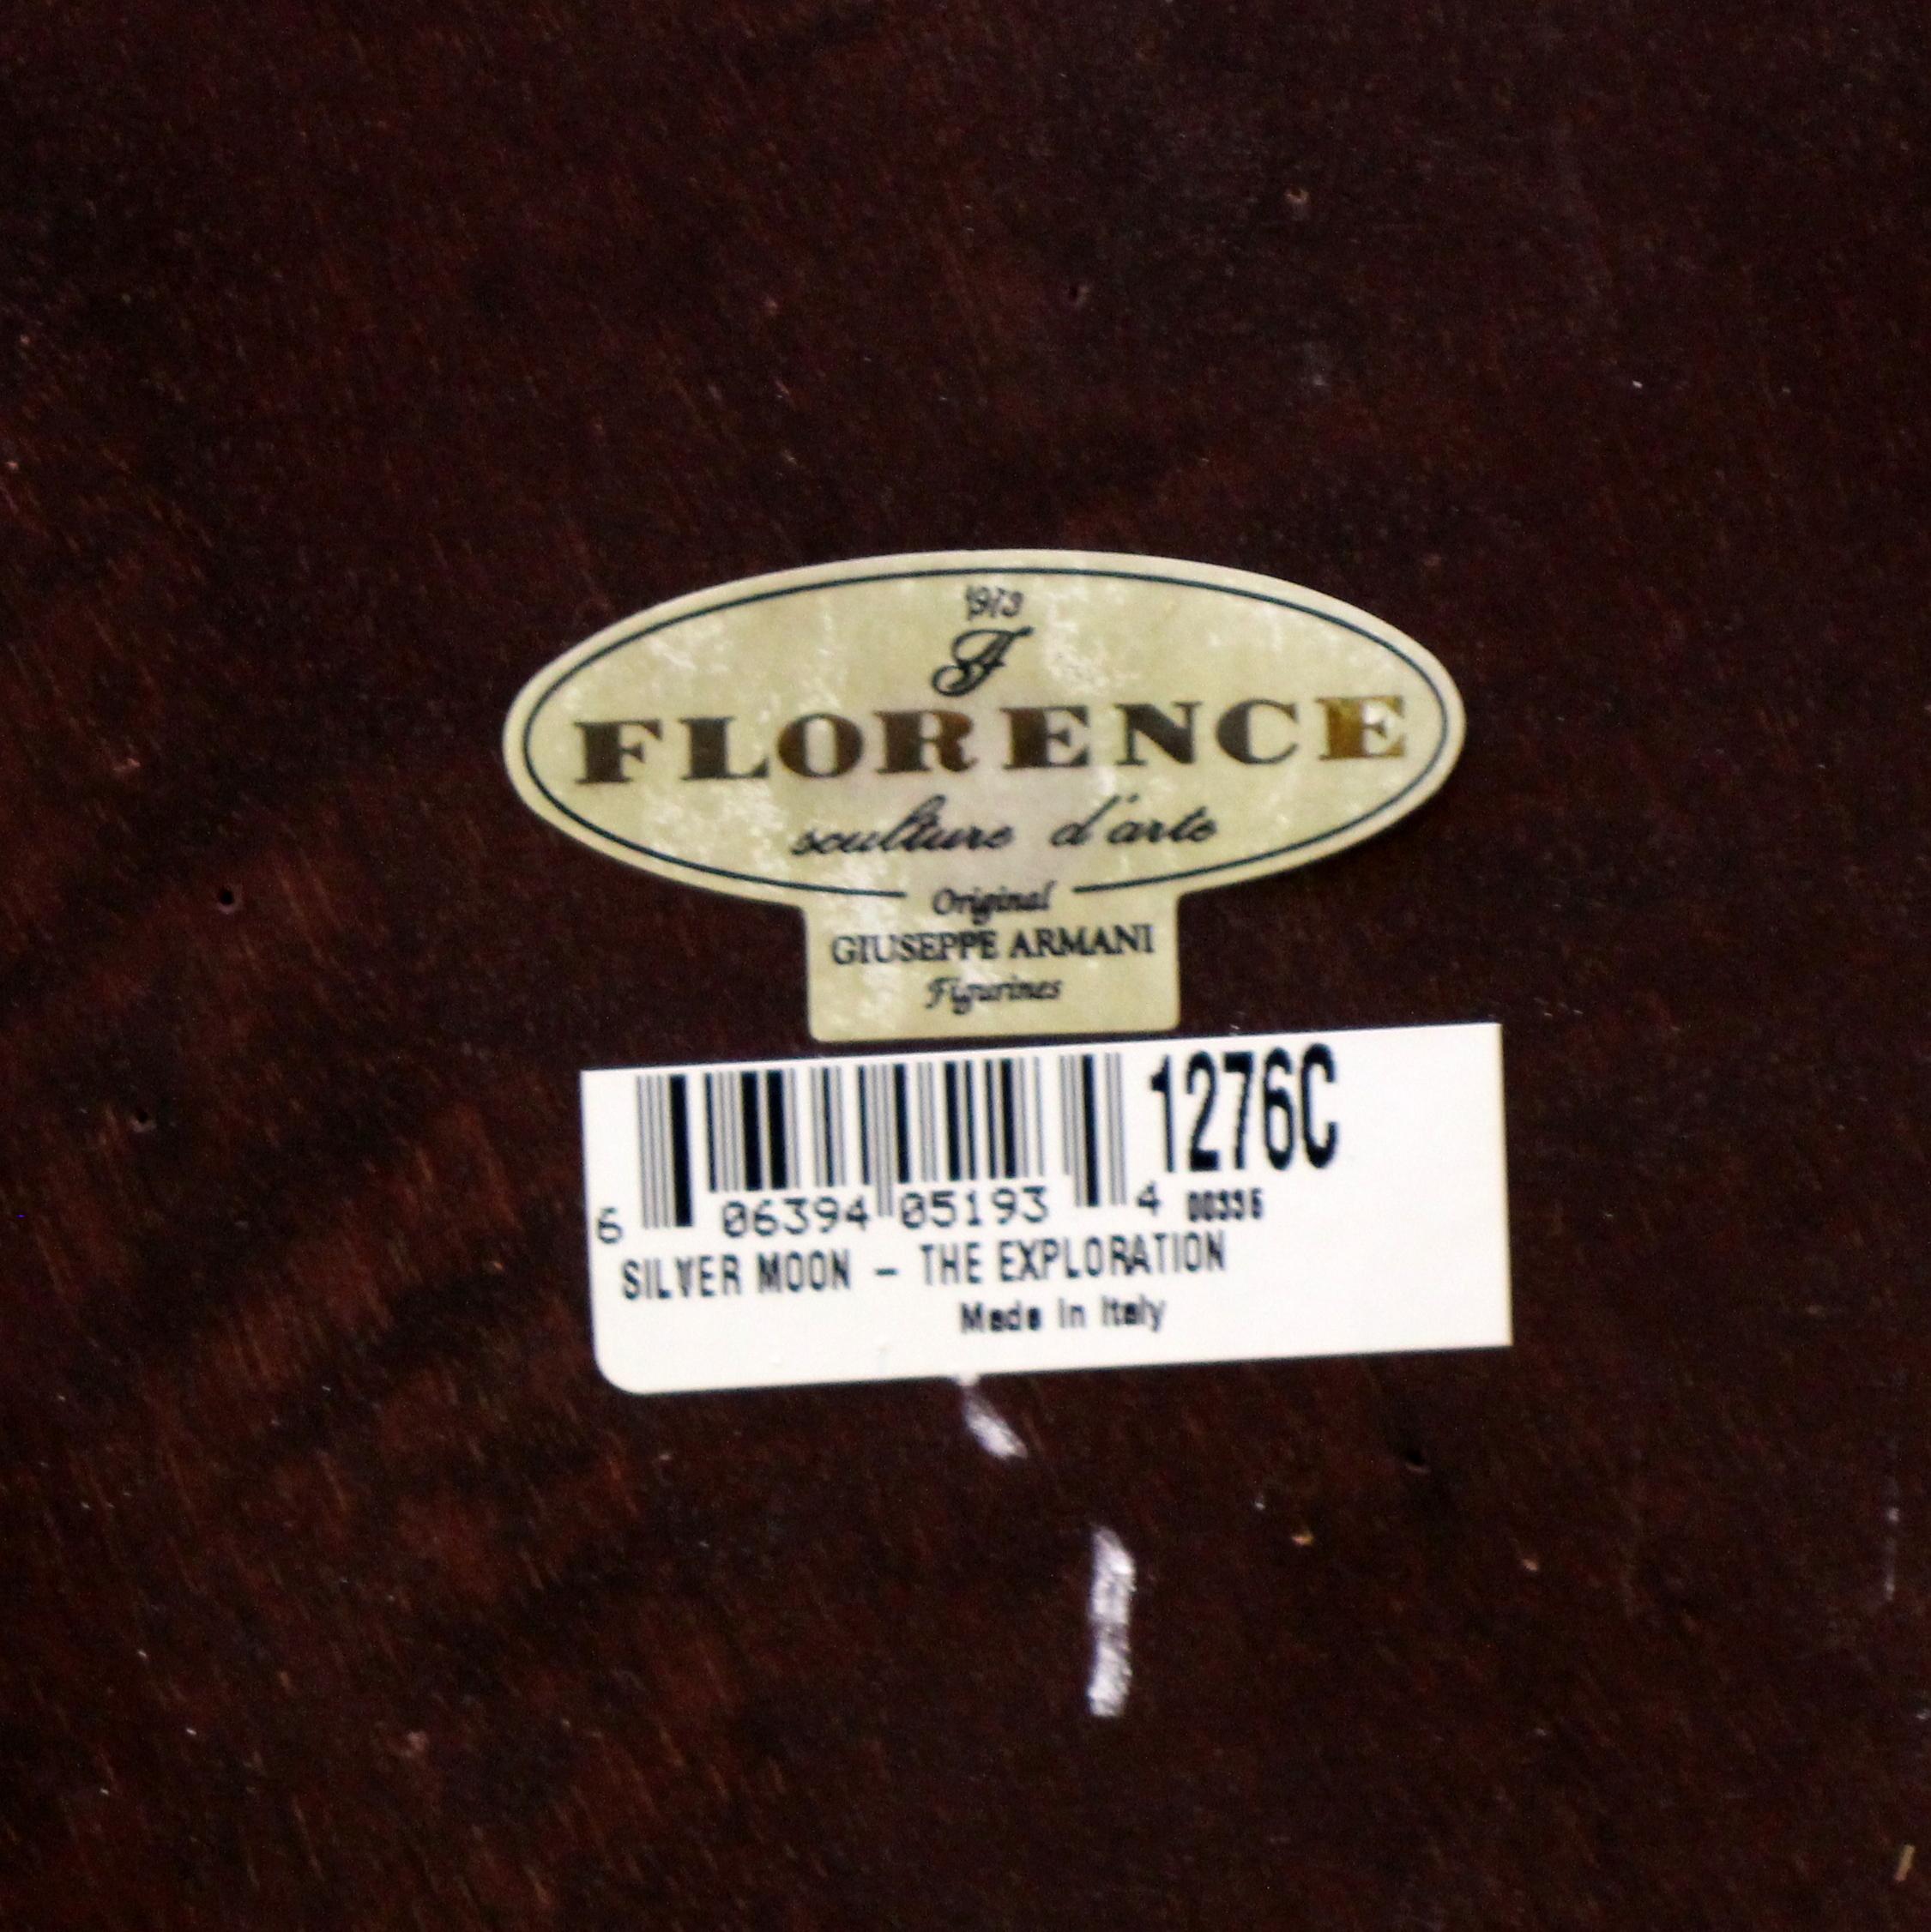 1973
F
FLORENCE
sculture d'arte
Original
GIUSEPPE ARMANI
Figurines
1276C
6 06394 05193 4 00336
SILVER MOON - THE EXPLORATION
Made in Italy